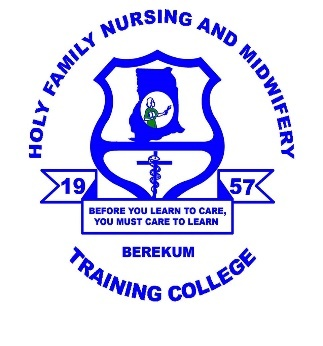 HOLY FAMILY NURSING AND MIDWIFERY
19 57
BEFORE YOU LEARN TO CARE,
YOU MUST CARE TO LEARN
BEREKUM
TRAINING COLLEGE